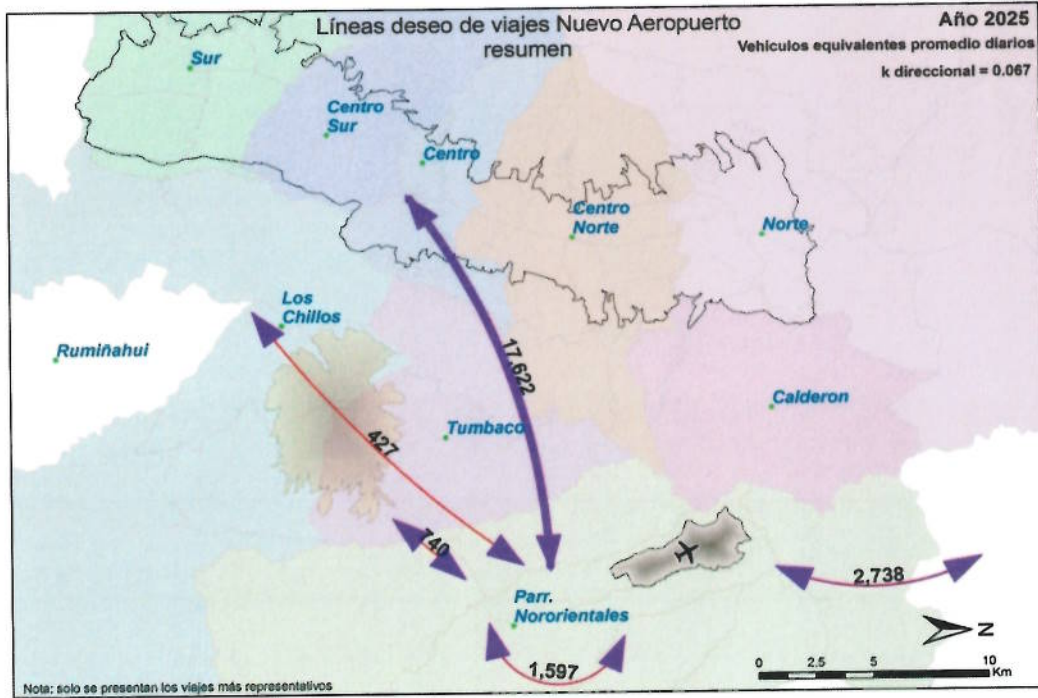 Líneas deseo de viajes Nuevo Aeropuerto
resumen
Año 2025
Vehiculos equivalentes promedio diarios
k direccional = 0.067
Sur
Centro
Sur
Centro
Centro
Norte
Norte
Los
Chillos
Rumiñahui
17,622
Calderon
Tumbaco
427
740
2,738
Parr.
Nororientales
1,597
N
0 2.5 5 10
Km
Nota: solo se presentan los viajes más representativos